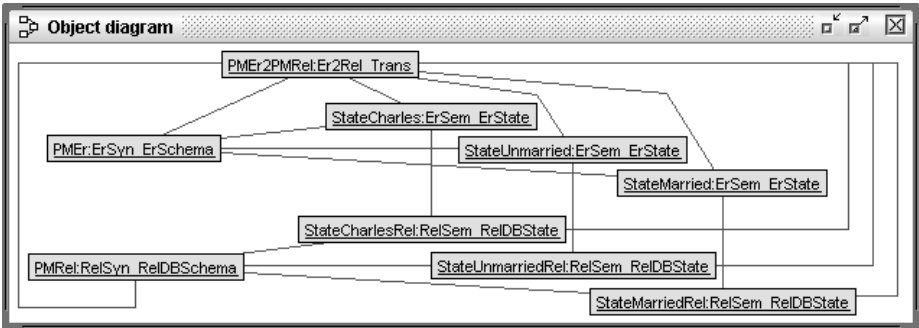 Object diagram
PMEr2PMRel:Er2Rel_Trans
StateCharles:ErSem_ErState
PMEr:ErSyn_ErSchema
StateUnmarried:ErSem_ErState
StateMarried:ErSem_ErState
StateCharlesRel:RelSem_RelDBState
PMRel:RelSyn_RelDBSchema
StateUnmarriedRel:RelSem_RelDBState
StateMarriedRel:RelSem_RelDBState